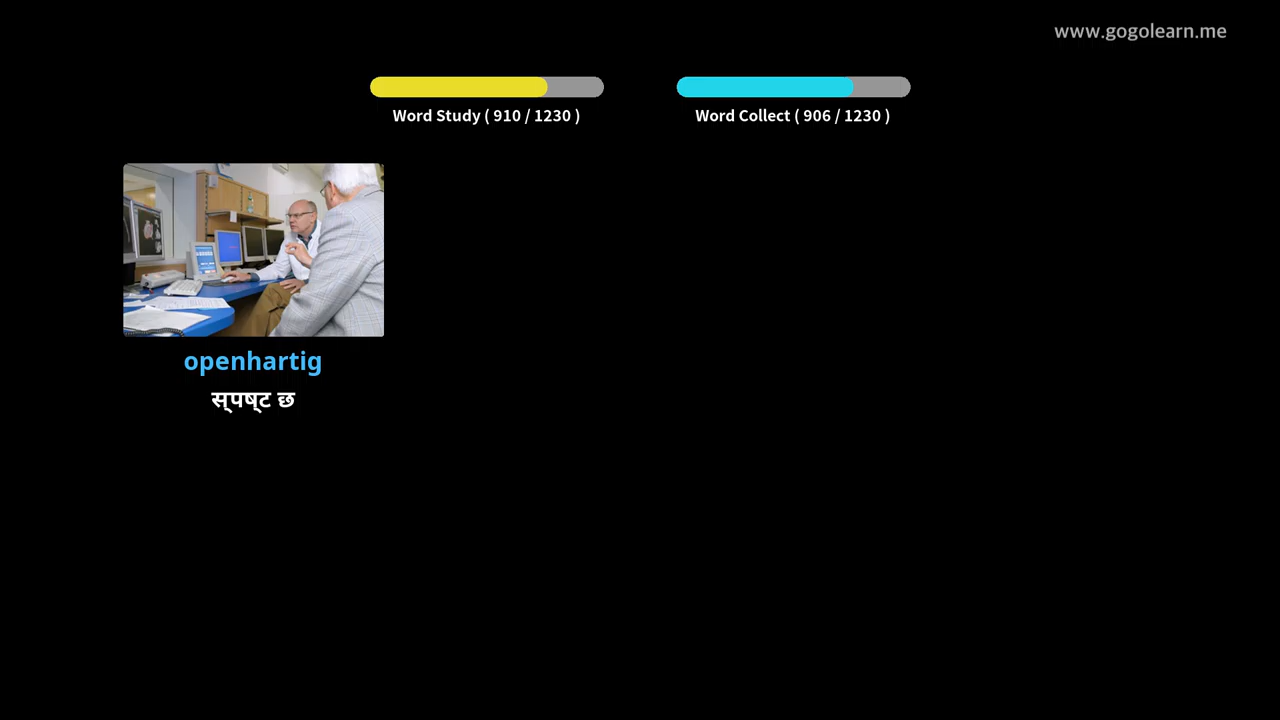 www.gogolearn.me
Word Study ( 910 / 1230 )
Word Collect ( 906 / 1230 )
openhartig
स्पष्ट छ